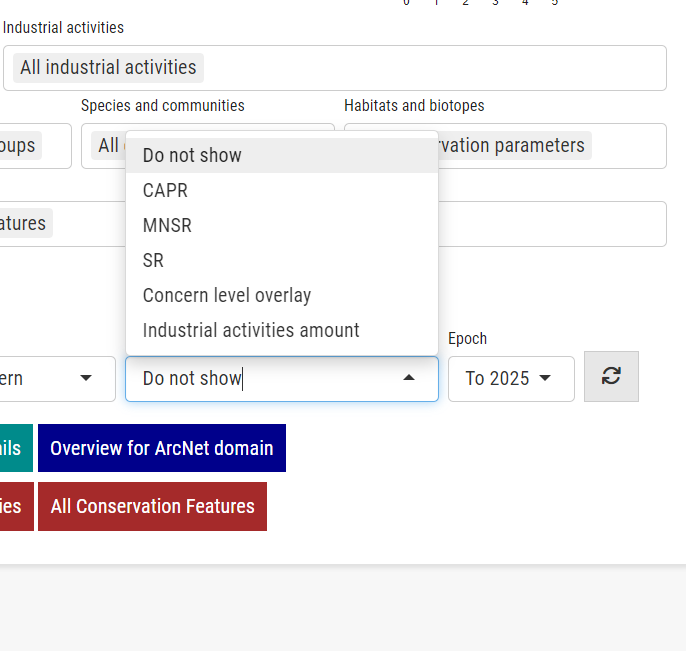 0 1 2 3 4 5
Industrial activities
All industrial activities
Species and communities Habitats and biotopes
oups All vation parameters
Do not show
CAPR
MNSR
atures
SR
Concern level overlay
Industrial activities amount
Epoch
ern Do not show To 2025
ils Overview for ArcNet domain
ies All Conservation Features